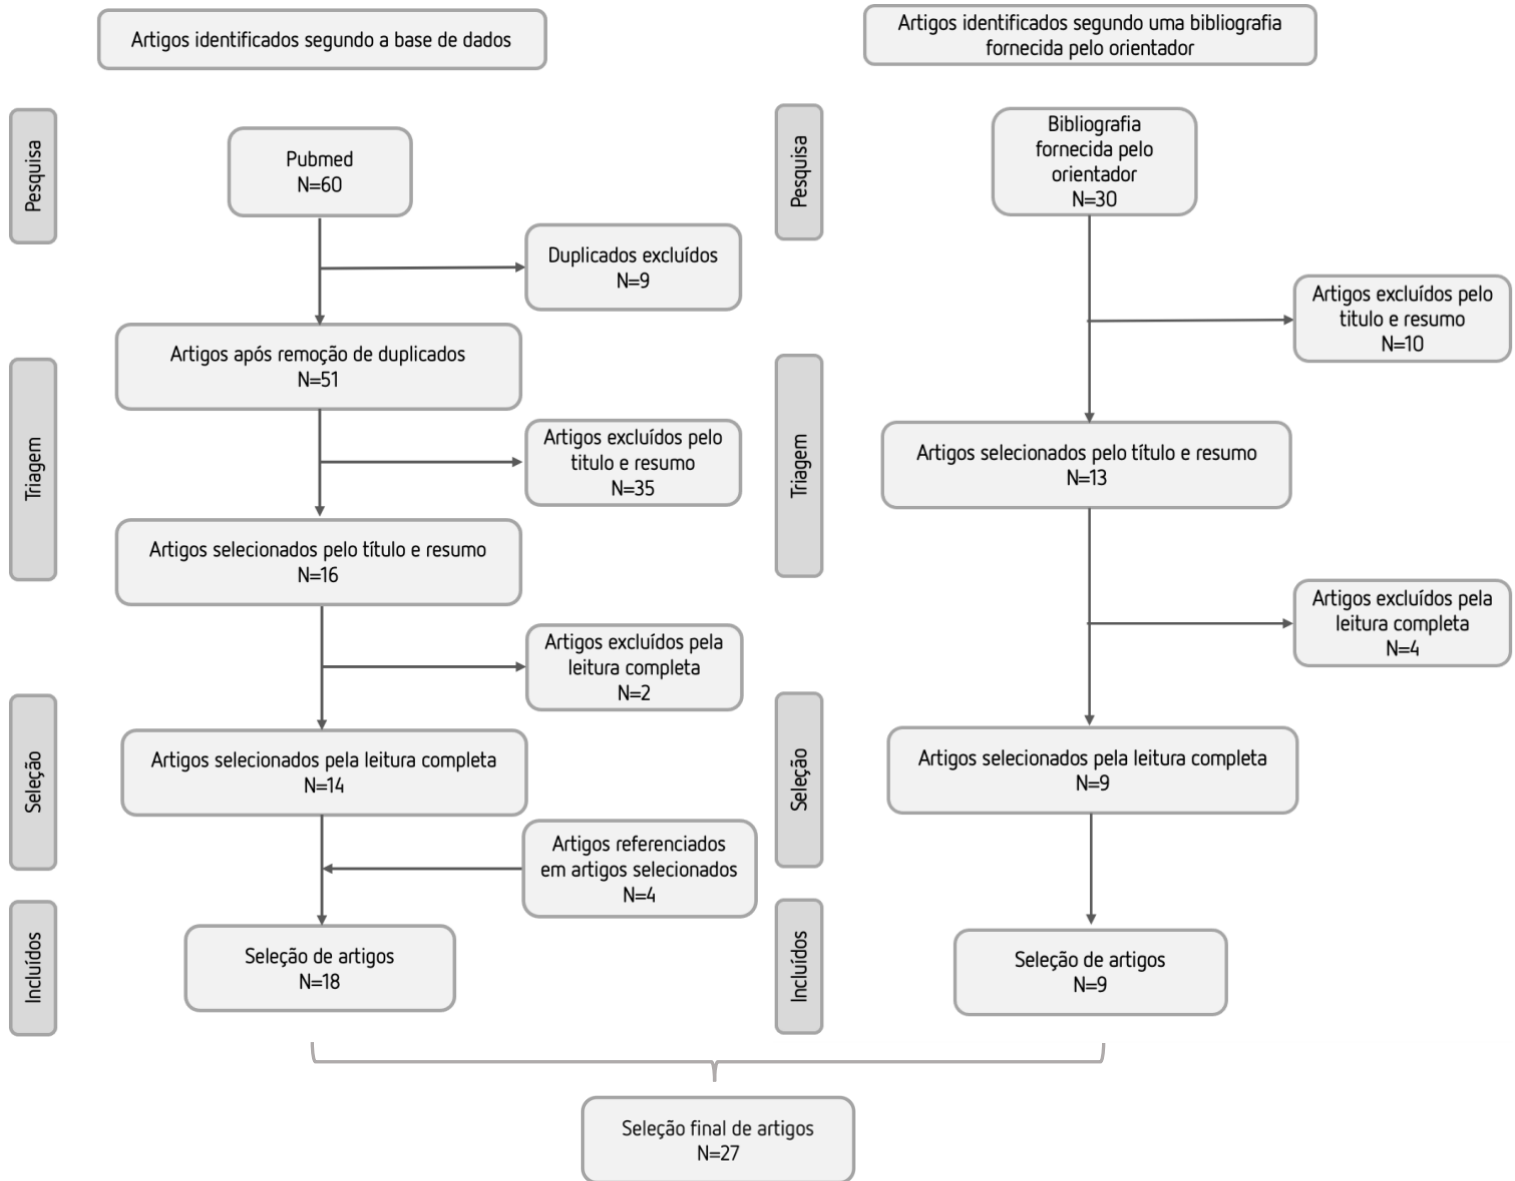 Artigos identificados segundo a base de dados
Pesquisa
Pubmed
N=60
Duplicados excluídos
N=9
Triagem
Artigos após remoção de duplicados
N=51
Artigos excluídos pelo
titulo e resumo
N=35
Artigos selecionados pelo título e resumo
N=16
Artigos excluídos pela
leitura completa
N=2
Seleção
Artigos selecionados pela leitura completa
N=14
Artigos referenciados
em artigos selecionados
N=4
Incluídos
Seleção de artigos
N=18
Artigos identificados segundo uma bibliografia
fornecida pelo orientador
Pesquisa
Bibliografia
fornecida pelo
orientador
N=30
Artigos excluídos pelo
titulo e resumo
N=10
Triagem
Artigos selecionados pelo título e resumo
N=13
Artigos excluídos pela
leitura completa
N=4
Seleção
Artigos selecionados pela leitura completa
N=9
Incluídos
Seleção de artigos
N=9
Seleção final de artigos
N=27